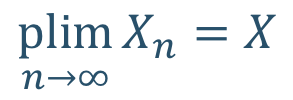 plim Xₙ = X
n→∞